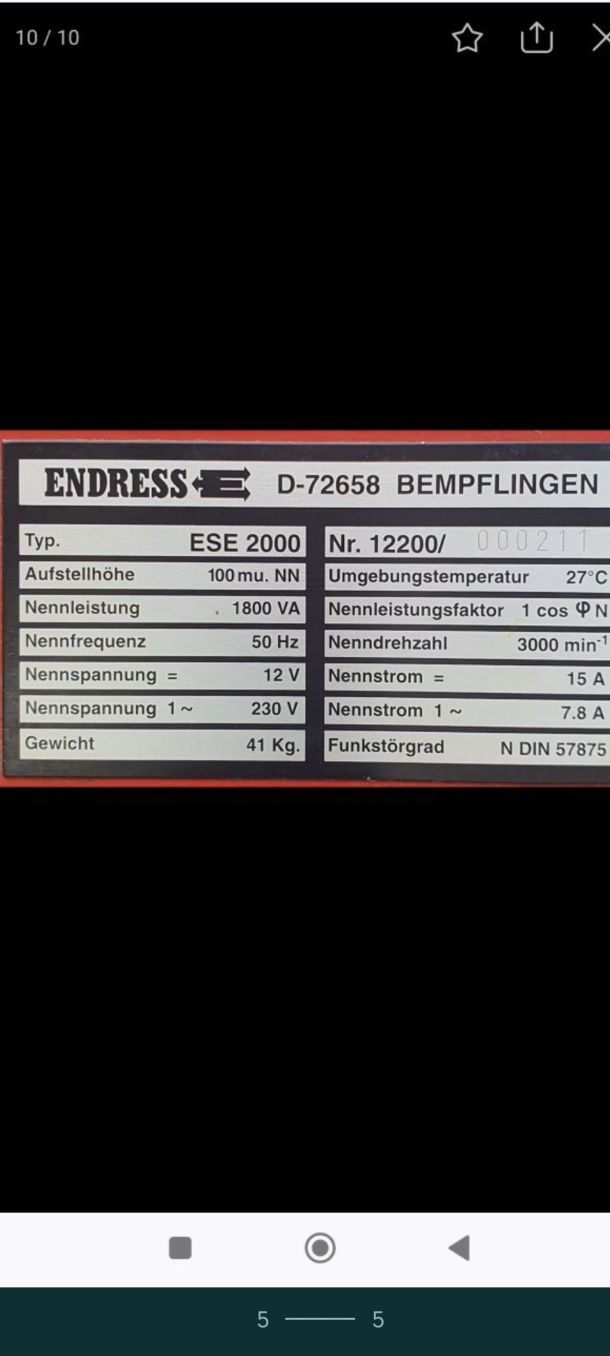 10 / 10
ENDRESS D-72658 BEMPFLINGEN
Typ. ESE 2000
Aufstellhöhe 100 mu. NN
Nennleistung 1800 VA
Nennfrequenz 50 Hz
Nennspannung = 12 V
Nennspannung 1 ~ 230 V
Gewicht 41 Kg.
Nr. 12200/ 000211
Umgebungstemperatur 27°C
Nennleistungsfaktor 1 cos φ N
Nenndrehzahl 3000 min⁻¹
Nennstrom = 15 A
Nennstrom 1 ~ 7.8 A
Funkstörgrad N DIN 57875
5 — 5